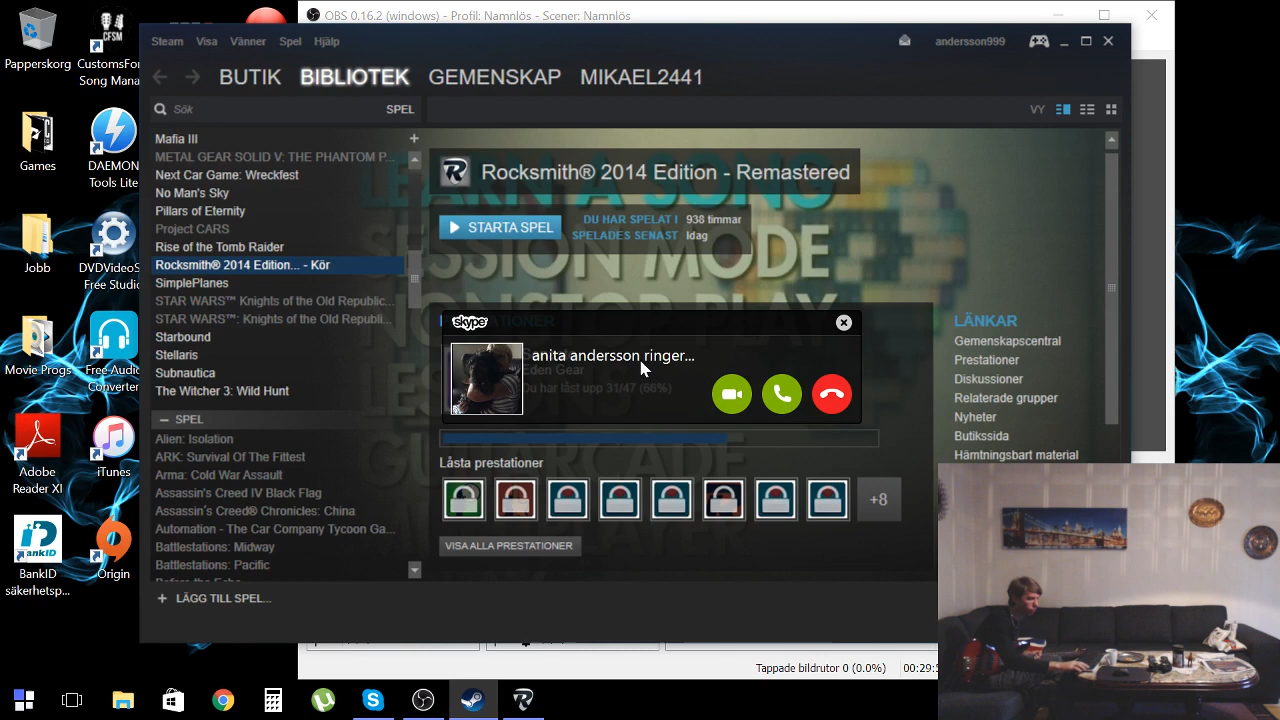 Papperskorg
CustomsFor
Song Mana
Games
DAEMON
Tools Lite
Jobb
DVDVideoS
Free Studio
Movie Progs
Free-Audio
Converter
Adobe
Reader XI
iTunes
BankID
säkerhetsp...
Origin
CFSM
OBS 0.16.2 (windows) - Profil: Namnlös - Scener: Namnlös
Steam Visa Vänner Spel Hjälp
andersson999
BUTIK BIBLIOTEK GEMENSKAP MIKAEL2441
Sök SPEL
VY
Mafia III
METAL GEAR SOLID V: THE PHANTOM P...
Next Car Game: Wreckfest
No Man's Sky
Pillars of Eternity
Project CARS
Rise of the Tomb Raider
Rocksmith® 2014 Edition... - Kör
SimplePlanes
STAR WARS™ Knights of the Old Republic...
STAR WARS™: Knights of the Old Republi...
Starbound
Stellaris
Subnautica
The Witcher 3: Wild Hunt
SPEL
Alien: Isolation
ARK: Survival Of The Fittest
Arma: Cold War Assault
Assassin's Creed IV Black Flag
Assassin´s Creed® Chronicles: China
Automation - The Car Company Tycoon Ga...
Battlestations: Midway
Battlestations: Pacific
+ LÄGG TILL SPEL...
Rocksmith® 2014 Edition - Remastered
STARTA SPEL
DU HAR SPELAT I 938 timmar
SPELADES SENAST Idag
LEARN A SONG
SESSION MODE
NONSTOP PLAY
skype
anita andersson ringer...
Eden Gear
Du har låst upp 31/47 (66%)
Låsta prestationer
+8
VISA ALLA PRESTATIONER
LÄNKAR
Gemenskapscentral
Prestationer
Diskussioner
Relaterade grupper
Nyheter
Butikssida
Hämtningsbart material
Tappade bildrutor 0 (0.0%) 00:29:5